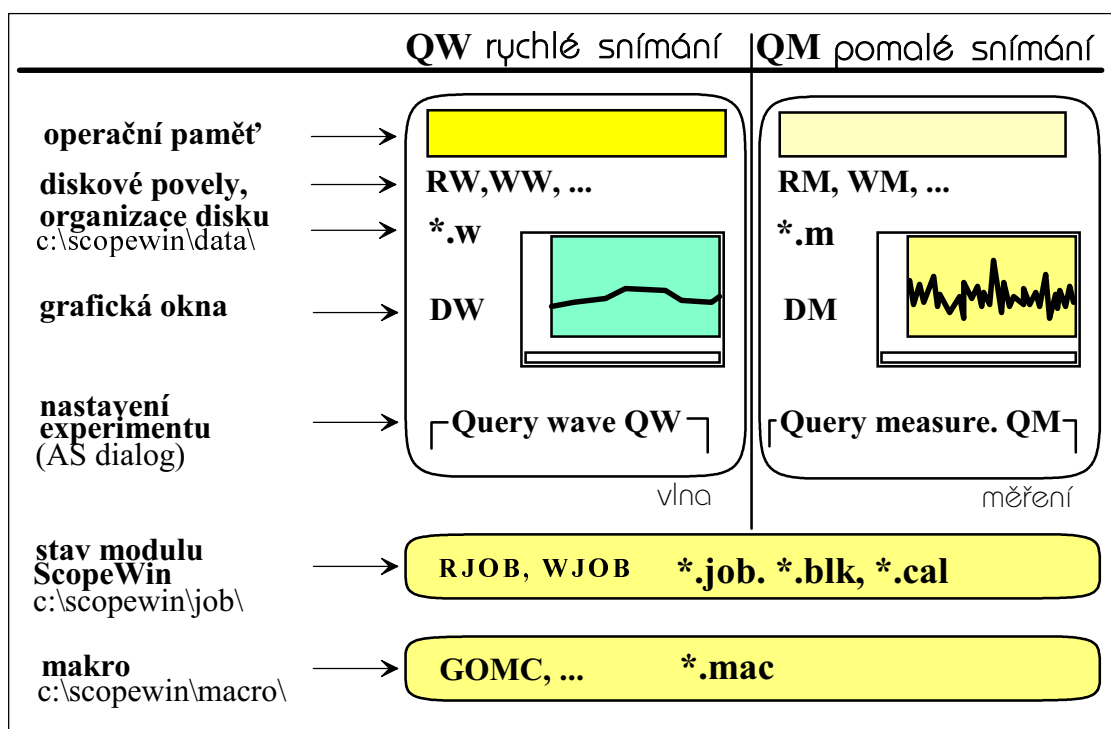 QW rychlé snímání QM pomalé snímání
operační paměť
diskové povely, RW,WW, ... RM, WM, ...
organizace disku
c:\scopewin\data\ *.w *.m
grafická okna DW DM
nastavení
experimentu Query wave QW Query measure. QM
(AS dialog)
vlna měření
stav modulu
ScopeWin RJOB, WJOB *.job. *.blk, *.cal
c:\scopewin\job\
makro GOMC, ... *.mac
c:\scopewin\macro\